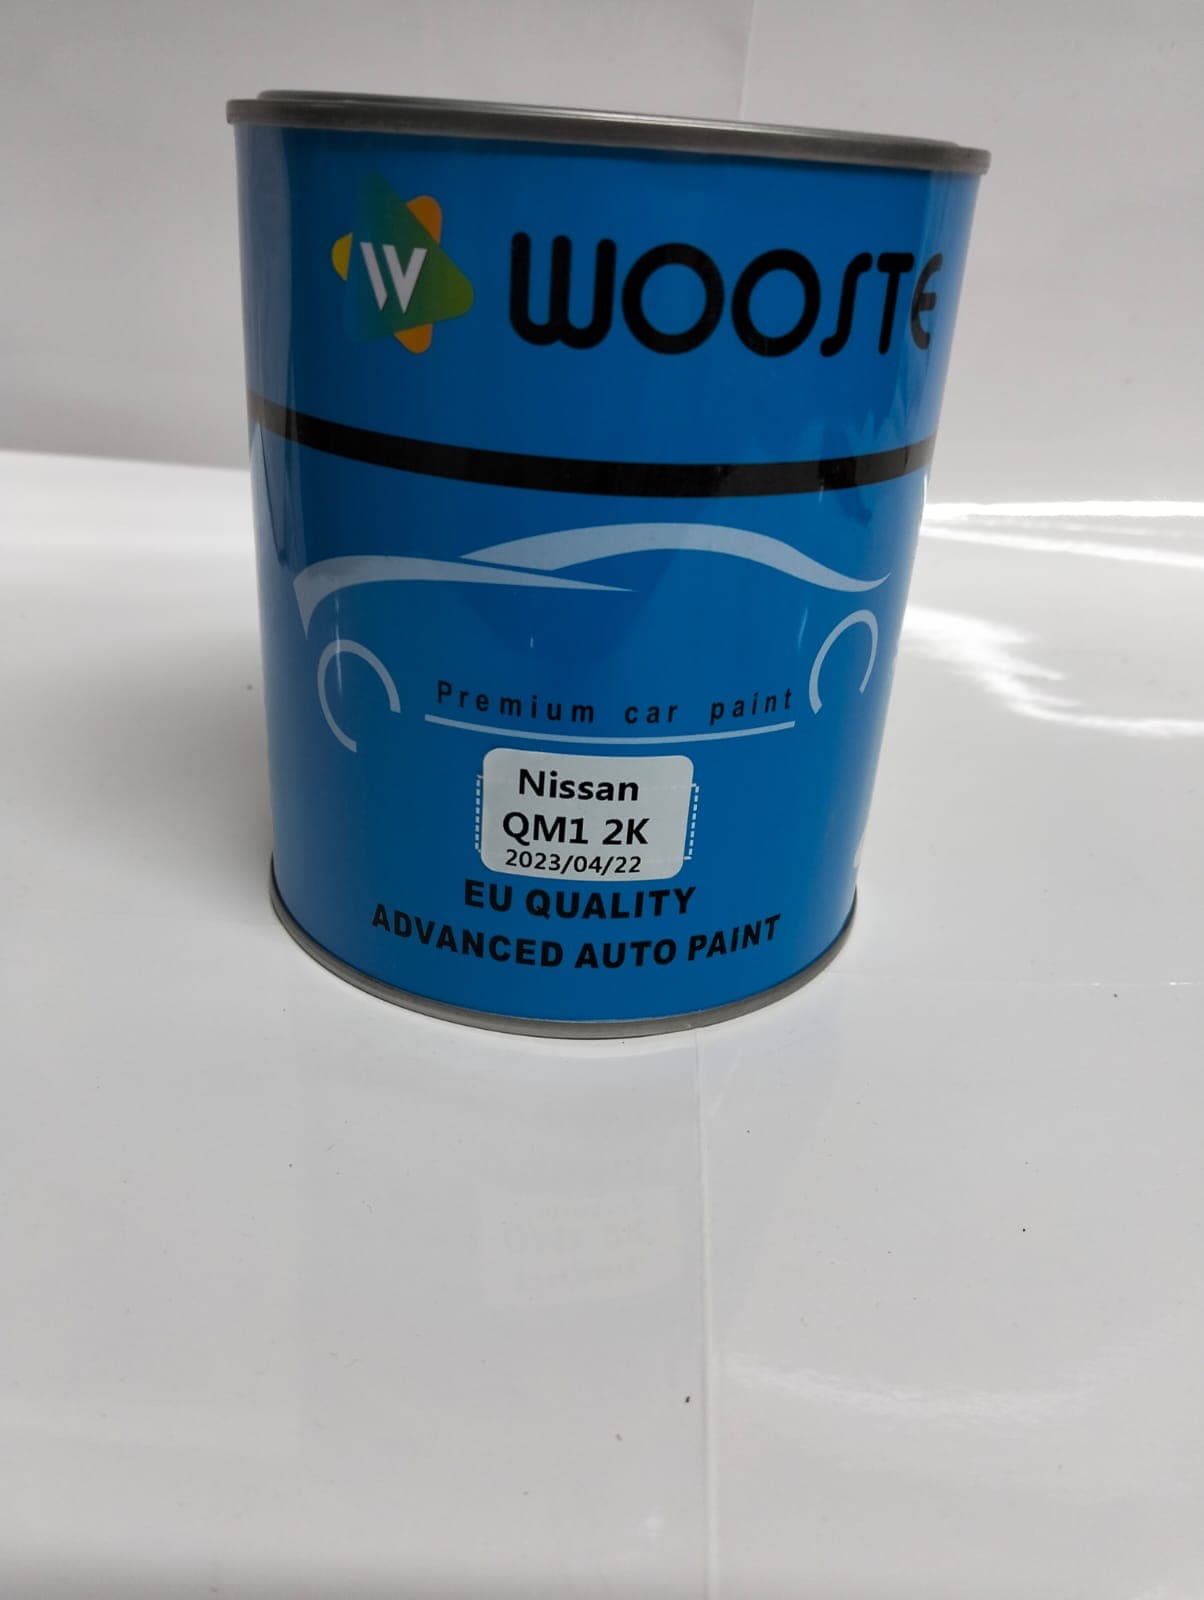 W
WOOSTE
Premium car paint
Nissan
QM1 2K
2023/04/22
EU QUALITY
ADVANCED AUTO PAiNT